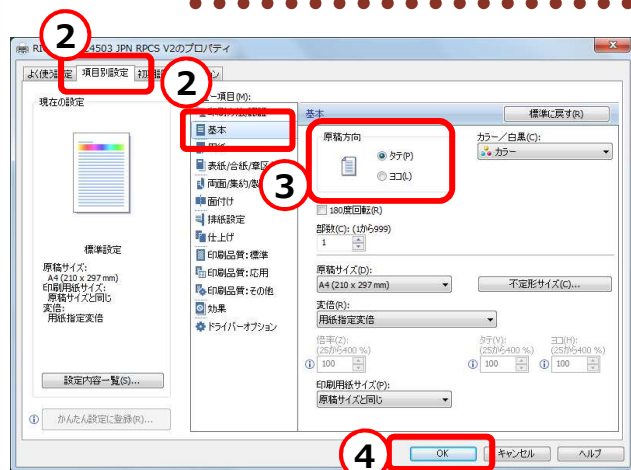 ②
RI 24503 JPN RPCS V2のプロパティ
項目別設定
②
現在の設定
標準設定
原稿サイズ:
A4 (210 x 297 mm)
印刷用紙サイズ:
原稿サイズと同じ
変倍:
用紙指定変倍
設定内容一覧(S)...
かんたん設定に登録(R)...
ー項目(M):
基本
表紙/合紙/章区
両面/集約/製
面付け
排紙設定
仕上げ
印刷品質:標準
印刷品質:応用
印刷品質:その他
効果
ドライバーオプション
基本
標準に戻す(R)
③
原稿方向
タテ(P)
ヨコ(L)
カラー/白黒(C):
カラー
180度回転(R)
部数(C): (1から999)
1
原稿サイズ(D):
A4 (210 x 297 mm)
不定形サイズ(C)...
変倍(R):
用紙指定変倍
倍率(Z):
(25から400 %)
100
タテ(V):
(25から400 %)
100
ヨコ(H):
(25から400 %)
100
印刷用紙サイズ(P):
原稿サイズと同じ
④
OK
キャンセル
ヘルプ